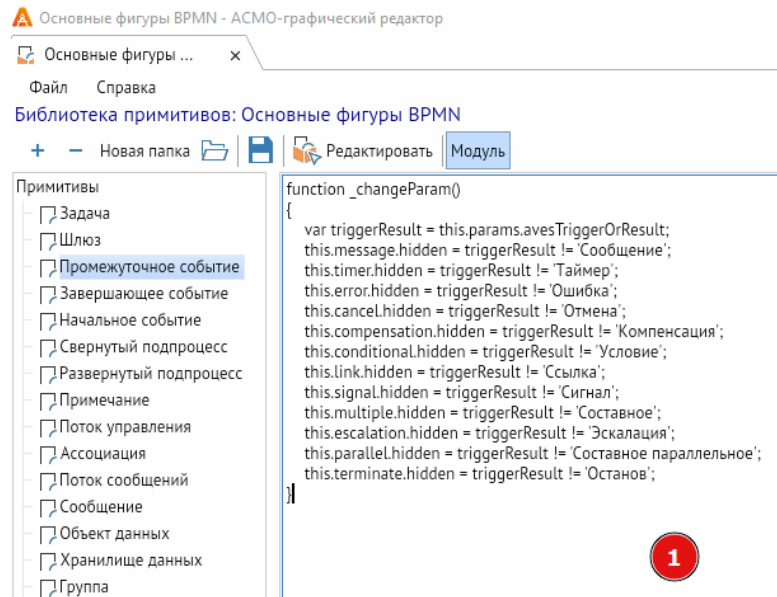 Основные фигуры BPMN - АСМО-графический редактор
Основные фигуры ... x
Файл Справка
Библиотека примитивов: Основные фигуры BPMN
+ − Новая папка Редактировать Модуль
Примитивы
Задача
Шлюз
Промежуточное событие
Завершающее событие
Начальное событие
Свернутый подпроцесс
Развернутый подпроцесс
Примечание
Поток управления
Ассоциация
Поток сообщений
Сообщение
Объект данных
Хранилище данных
Группа
function _changeParam()
{
var triggerResult = this.params.avesTriggerOrResult;
this.message.hidden = triggerResult != 'Сообщение';
this.timer.hidden = triggerResult != 'Таймер';
this.error.hidden = triggerResult != 'Ошибка';
this.cancel.hidden = triggerResult != 'Отмена';
this.compensation.hidden = triggerResult != 'Компенсация';
this.conditional.hidden = triggerResult != 'Условие';
this.link.hidden = triggerResult != 'Ссылка';
this.signal.hidden = triggerResult != 'Сигнал';
this.multiple.hidden = triggerResult != 'Составное';
this.escalation.hidden = triggerResult != 'Эскалация';
this.parallel.hidden = triggerResult != 'Составное параллельное';
this.terminate.hidden = triggerResult != 'Останов';
}
1